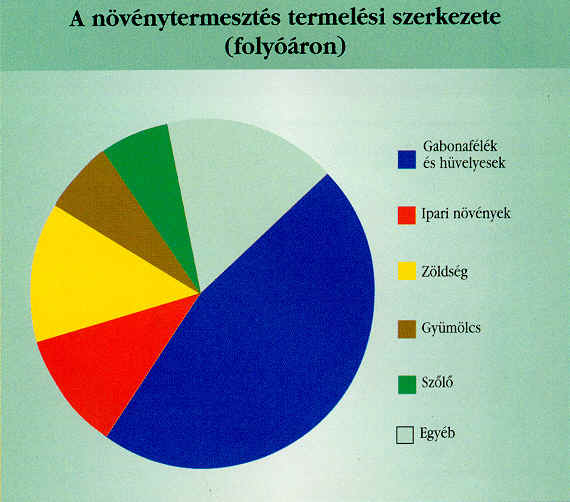 A növénytermesztés termelési szerkezete
(folyóáron)
Gabonafélék
és hüvelyesek
Ipari növények
Zöldség
Gyümölcs
Szőlő
Egyéb